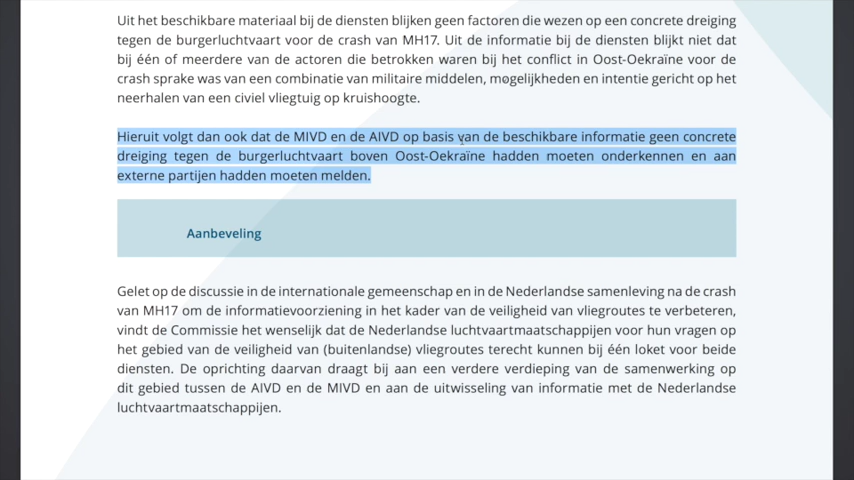 Uit het beschikbare materiaal bij de diensten blijken geen factoren die wezen op een concrete dreiging
tegen de burgerluchtvaart voor de crash van MH17. Uit de informatie bij de diensten blijkt niet dat
bij één of meerdere van de actoren die betrokken waren bij het conflict in Oost-Oekraïne voor de
crash sprake was van een combinatie van militaire middelen, mogelijkheden en intentie gericht op het
neerhalen van een civiel vliegtuig op kruishoogte.
Hieruit volgt dan ook dat de MIVD en de AIVD op basis van de beschikbare informatie geen concrete
dreiging tegen de burgerluchtvaart boven Oost-Oekraïne hadden moeten onderkennen en aan
externe partijen hadden moeten melden.
Aanbeveling
Gelet op de discussie in de internationale gemeenschap en in de Nederlandse samenleving na de crash
van MH17 om de informatievoorziening in het kader van de veiligheid van vliegroutes te verbeteren,
vindt de Commissie het wenselijk dat de Nederlandse luchtvaartmaatschappijen voor hun vragen op
het gebied van de veiligheid van (buitenlandse) vliegroutes terecht kunnen bij één loket voor beide
diensten. De oprichting daarvan draagt bij aan een verdere verdieping van de samenwerking op
dit gebied tussen de AIVD en de MIVD en aan de uitwisseling van informatie met de Nederlandse
luchtvaartmaatschappijen.